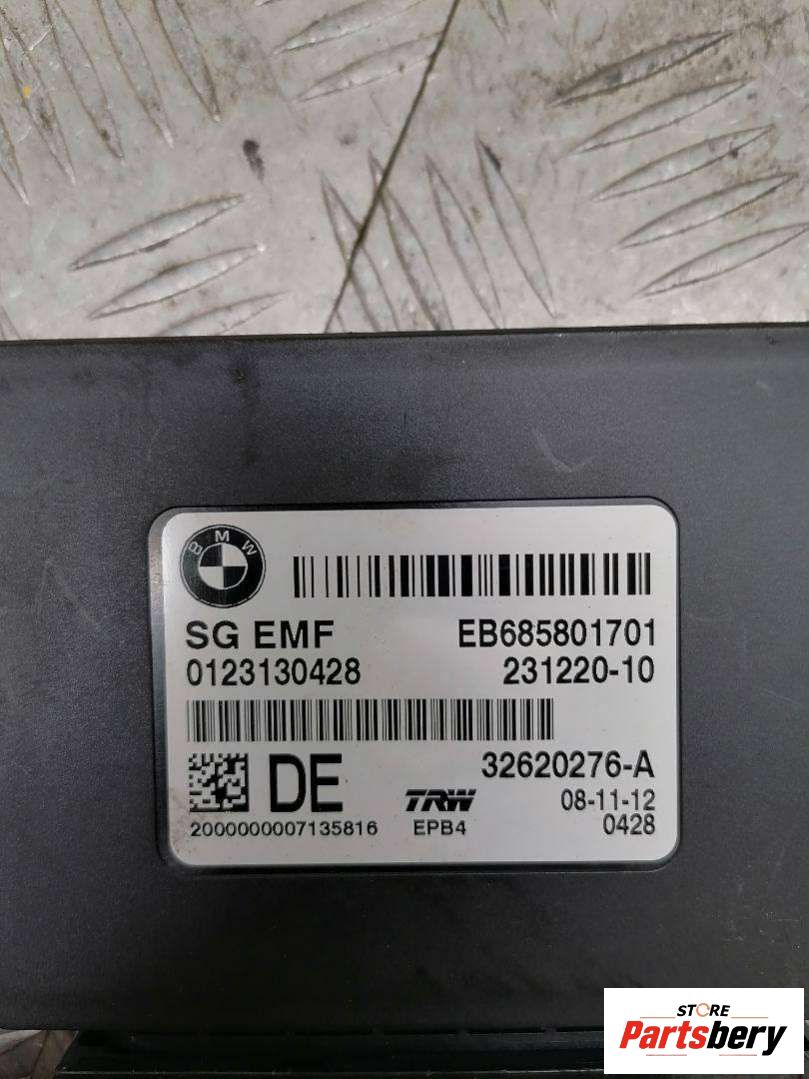 BMW
SG EMF EB685801701
0123130428 231220-10
DE 32620276-A
TRW 08-11-12
2000000007135816 EPB4 0428
STORE
Partsbery